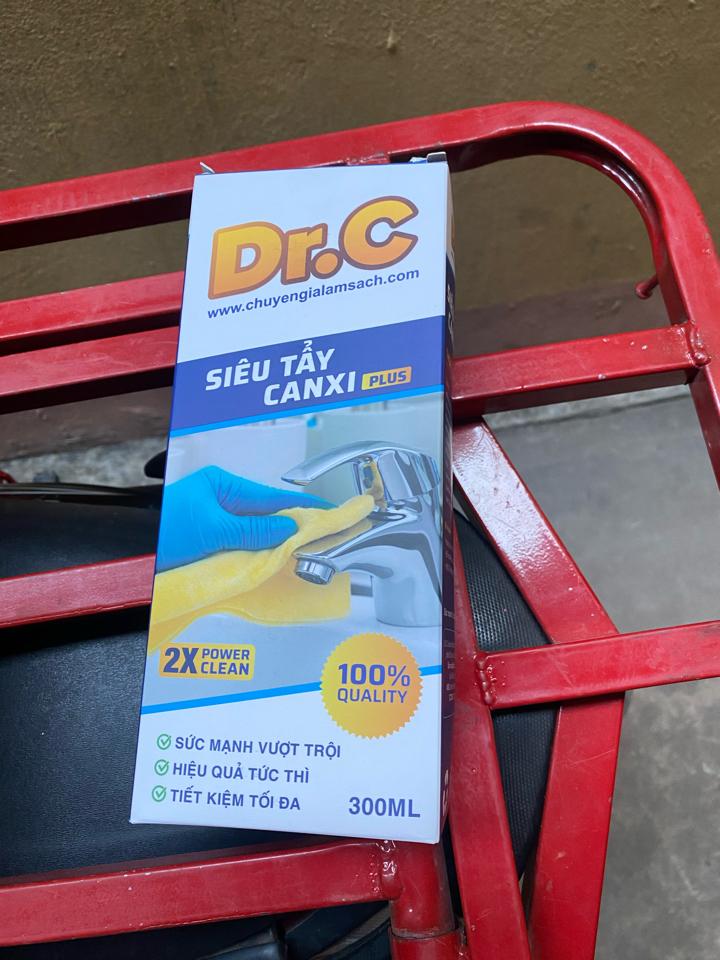 Dr.C
www.chuyengialamsach.com
SIÊU TẨY
CANXI PLUS
2X POWER
CLEAN
100%
QUALITY
SỨC MẠNH VƯỢT TRỘI
HIỆU QUẢ TỨC THÌ
TIẾT KIỆM TỐI ĐA
300ML